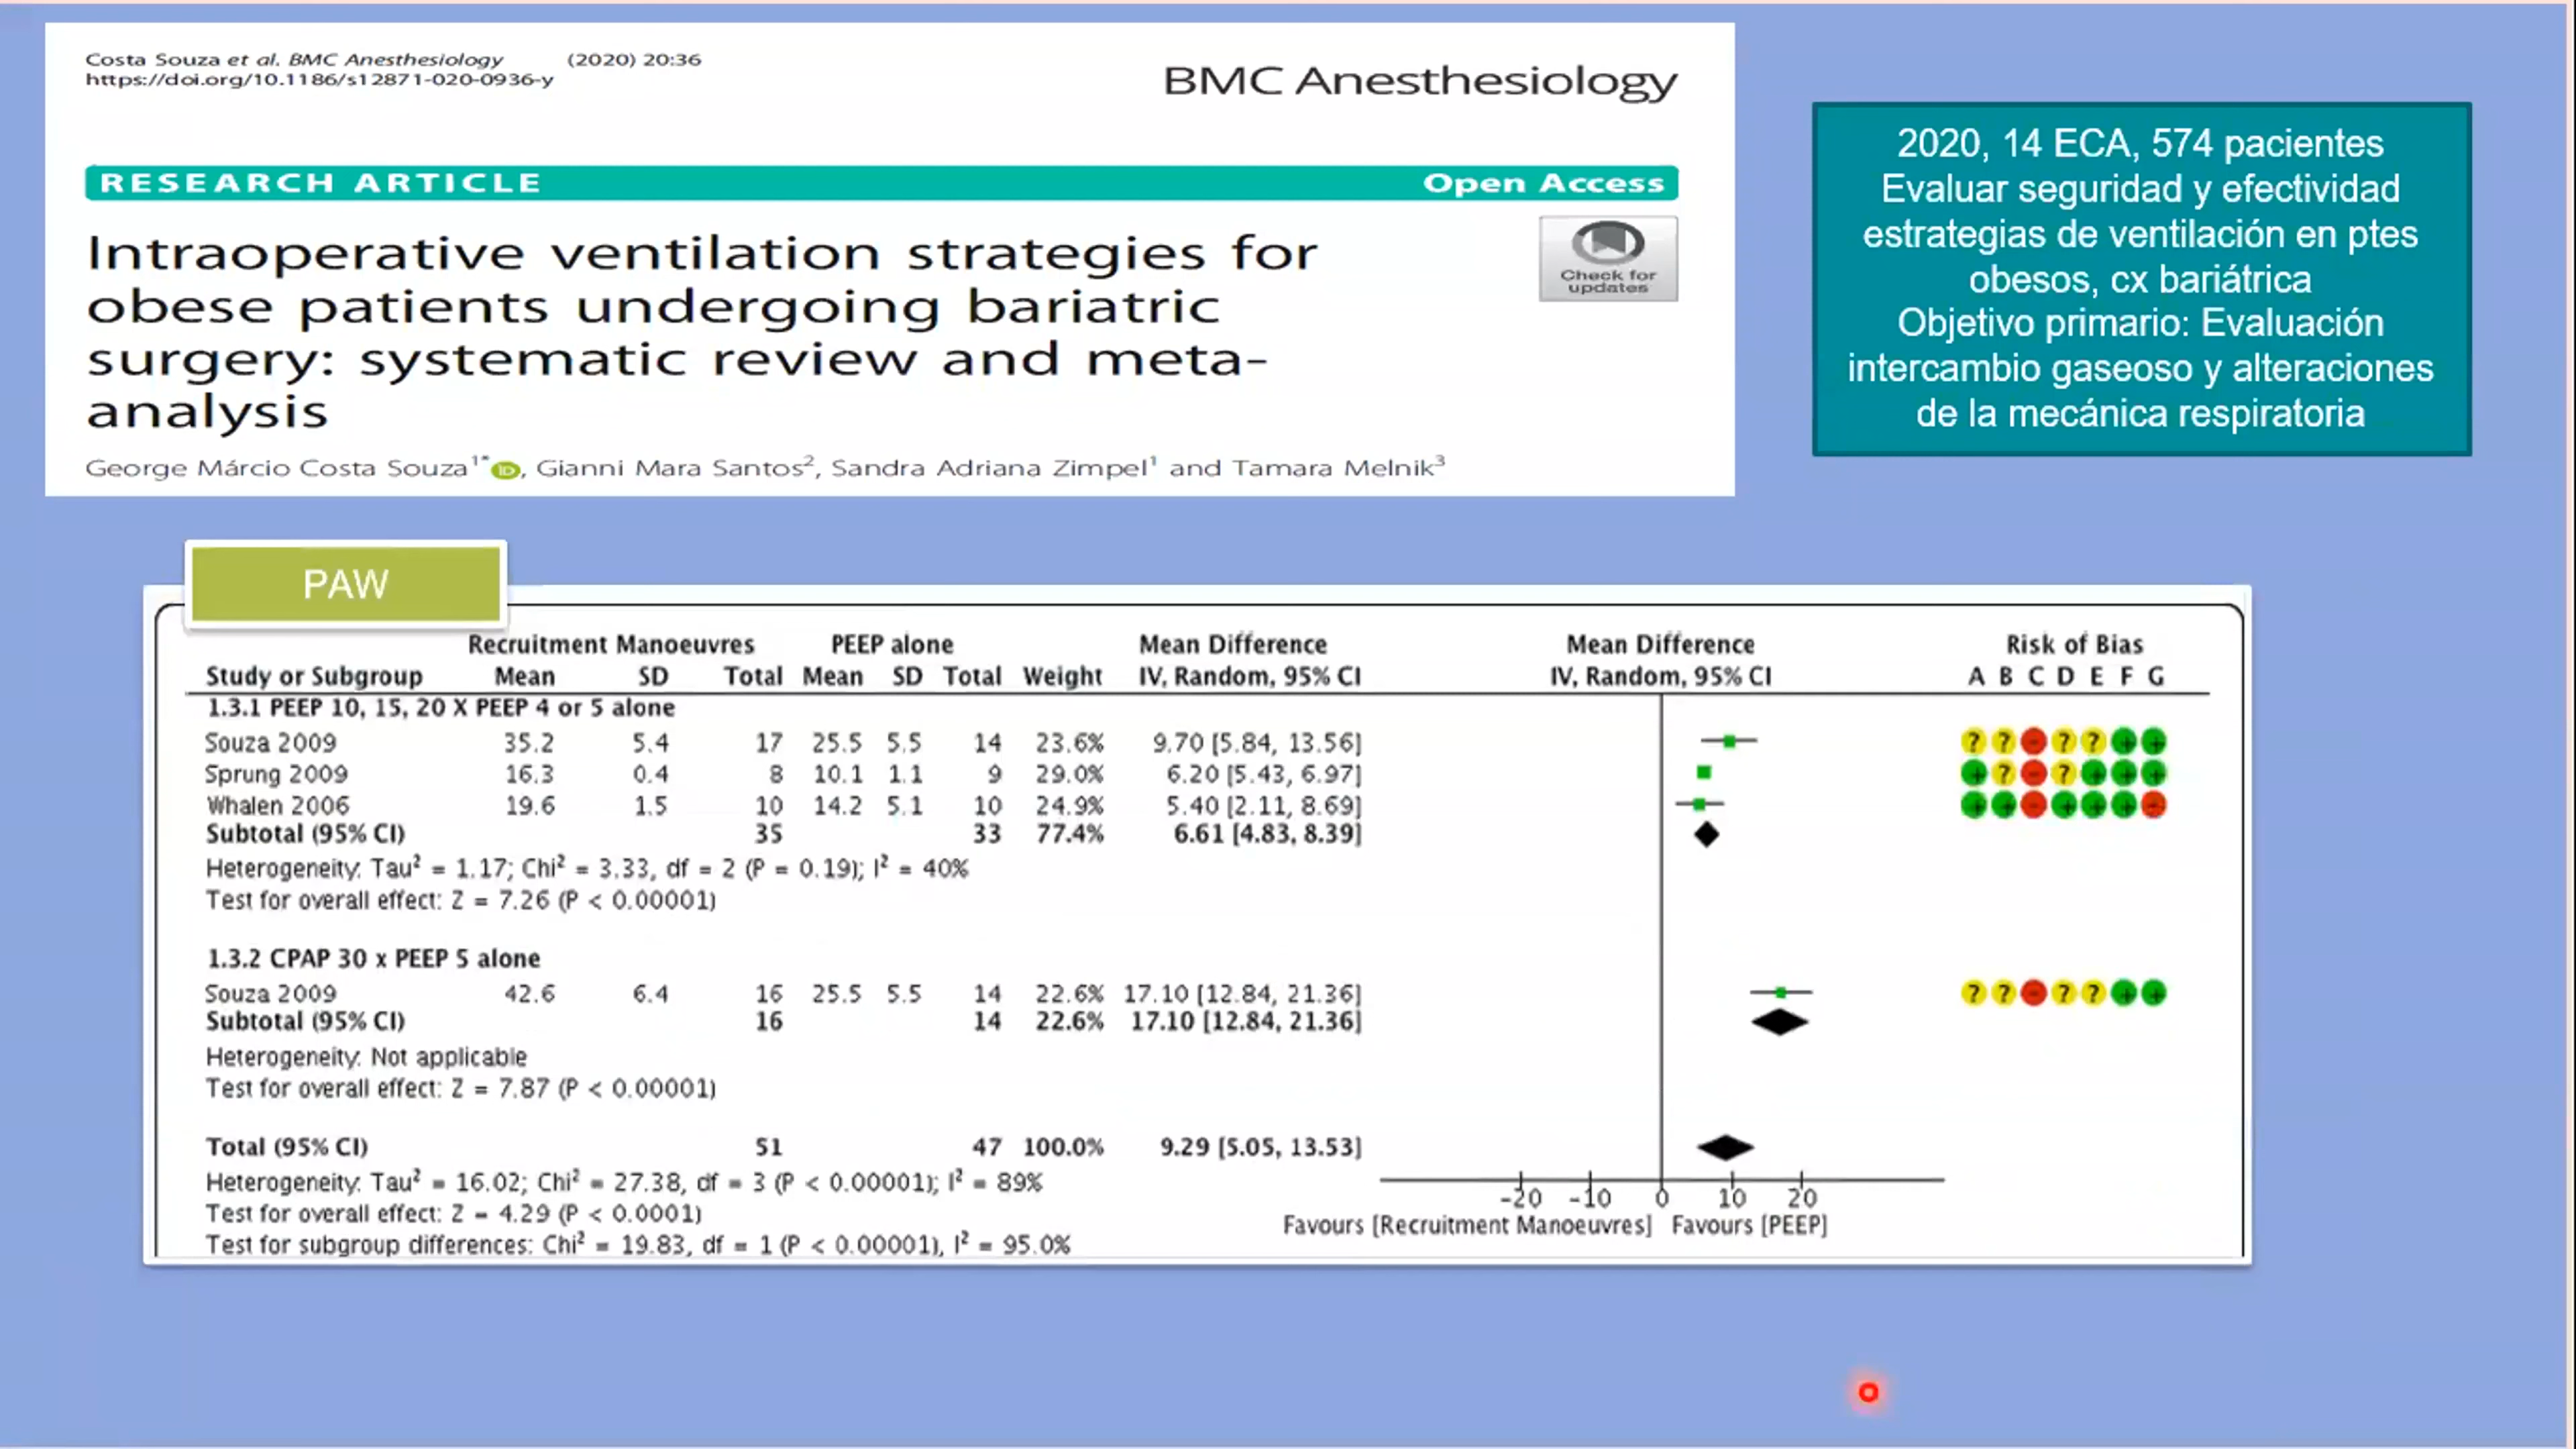 Costa Souza et al. BMC Anesthesiology (2020) 20:36
https://doi.org/10.1186/s12871-020-0936-y
BMC Anesthesiology
RESEARCH ARTICLE Open Access
Intraoperative ventilation strategies for
obese patients undergoing bariatric
surgery: systematic review and meta-
analysis
Check for
updates
George Márcio Costa Souza1* iD, Gianni Mara Santos2, Sandra Adriana Zimpel1 and Tamara Melnik3
2020, 14 ECA, 574 pacientes
Evaluar seguridad y efectividad
estrategias de ventilación en ptes
obesos, cx bariátrica
Objetivo primario: Evaluación
intercambio gaseoso y alteraciones
de la mecánica respiratoria
PAW
Recruitment Manoeuvres PEEP alone Mean Difference Mean Difference Risk of Bias
Study or Subgroup Mean SD Total Mean SD Total Weight IV, Random, 95% CI IV, Random, 95% CI A B C D E F G
1.3.1 PEEP 10, 15, 20 X PEEP 4 or 5 alone
Souza 2009 35.2 5.4 17 25.5 5.5 14 23.6% 9.70 [5.84, 13.56] ? ? - ? ? + +
Sprung 2009 16.3 0.4 8 10.1 1.1 9 29.0% 6.20 [5.43, 6.97] + ? - ? + + +
Whalen 2006 19.6 1.5 10 14.2 5.1 10 24.9% 5.40 [2.11, 8.69] + + - + + + -
Subtotal (95% CI) 35 33 77.4% 6.61 [4.83, 8.39]
Heterogeneity: Tau² = 1.17; Chi² = 3.33, df = 2 (P = 0.19); I² = 40%
Test for overall effect: Z = 7.26 (P < 0.00001)
1.3.2 CPAP 30 x PEEP 5 alone
Souza 2009 42.6 6.4 16 25.5 5.5 14 22.6% 17.10 [12.84, 21.36] ? ? - ? ? + +
Subtotal (95% CI) 16 14 22.6% 17.10 [12.84, 21.36]
Heterogeneity: Not applicable
Test for overall effect: Z = 7.87 (P < 0.00001)
Total (95% CI) 51 47 100.0% 9.29 [5.05, 13.53]
Heterogeneity: Tau² = 16.02; Chi² = 27.38, df = 3 (P < 0.00001); I² = 89%
Test for overall effect: Z = 4.29 (P < 0.0001)
Test for subgroup differences: Chi² = 19.83, df = 1 (P < 0.00001), I² = 95.0%
-20 -10 0 10 20
Favours [Recruitment Manoeuvres] Favours [PEEP]